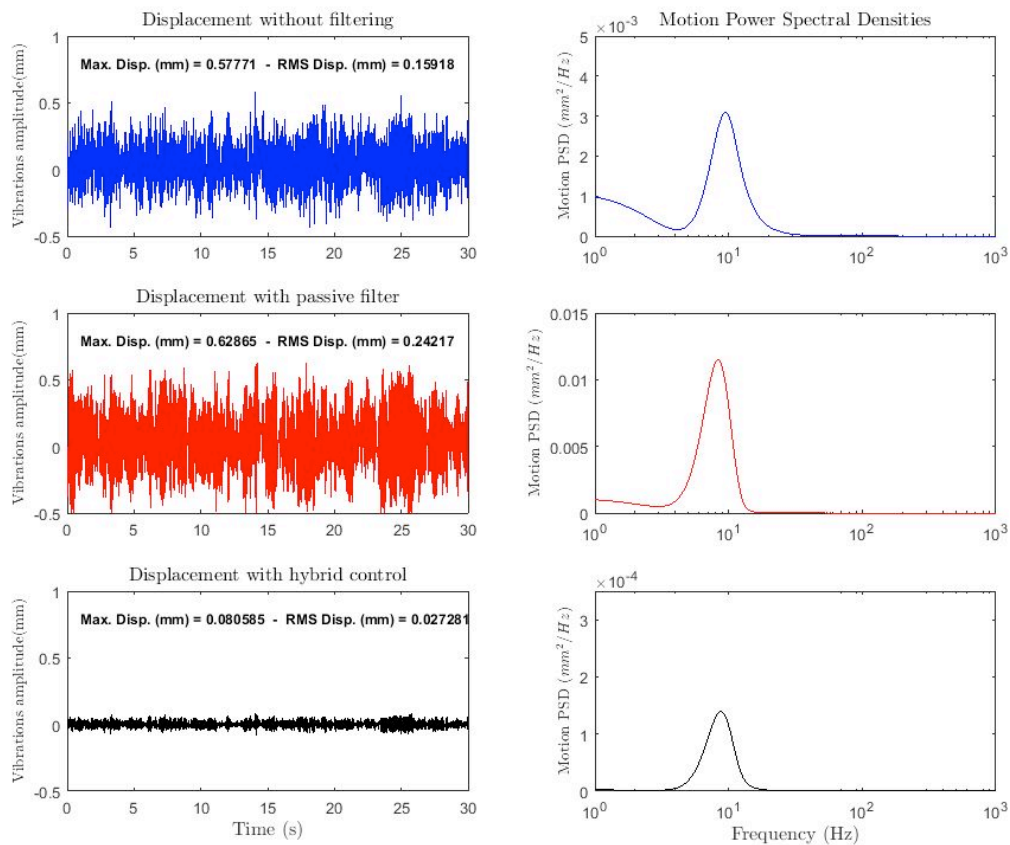 Displacement without filtering
Vibrations amplitude(mm)
1
0.5
0
-0.5
Max. Disp. (mm) = 0.57771 - RMS Disp. (mm) = 0.15918
0 5 10 15 20 25 30
Motion Power Spectral Densities
×10⁻³
Motion PSD (mm²/Hz)
5
4
3
2
1
0
10⁰ 10¹ 10² 10³
Displacement with passive filter
Vibrations amplitude(mm)
1
0.5
0
-0.5
Max. Disp. (mm) = 0.62865 - RMS Disp. (mm) = 0.24217
0 5 10 15 20 25 30
Motion PSD (mm²/Hz)
0.015
0.01
0.005
0
10⁰ 10¹ 10² 10³
Displacement with hybrid control
Vibrations amplitude(mm)
1
0.5
0
-0.5
Max. Disp. (mm) = 0.080585 - RMS Disp. (mm) = 0.027281
0 5 10 15 20 25 30
Time (s)
×10⁻⁴
Motion PSD (mm²/Hz)
3
2
1
0
10⁰ 10¹ 10² 10³
Frequency (Hz)